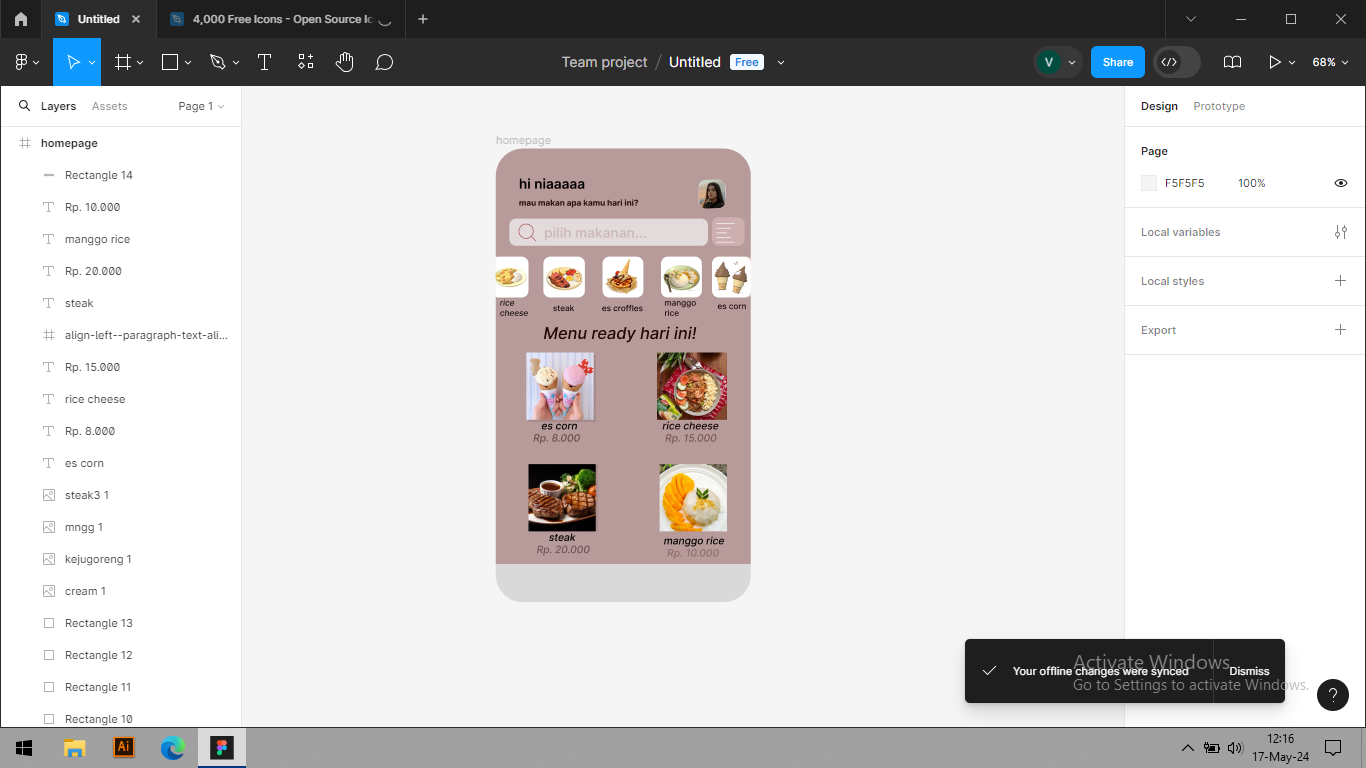 Untitled
4,000 Free Icons - Open Source Ic
Team project / Untitled Free
V
Share
68%
Layers
Assets
Page 1
homepage
Rectangle 14
Rp. 10.000
manggo rice
Rp. 20.000
steak
align-left--paragraph-text-ali...
Rp. 15.000
rice cheese
Rp. 8.000
es corn
steak3 1
mngg 1
kejugoreng 1
cream 1
Rectangle 13
Rectangle 12
Rectangle 11
Rectangle 10
homepage
hi niaaaaa
mau makan apa kamu hari ini?
pilih makanan...
rice
cheese
steak
es croffles
manggo
rice
es corn
Menu ready hari ini!
es corn
Rp. 8.000
rice cheese
Rp. 15.000
steak
Rp. 20.000
manggo rice
Rp. 10.000
Design
Prototype
Page
F5F5F5
100%
Local variables
Local styles
Export
Your offline changes were synced
Dismiss
Activate Windows
Go to Settings to activate Windows.
?
Ai
12:16
17-May-24